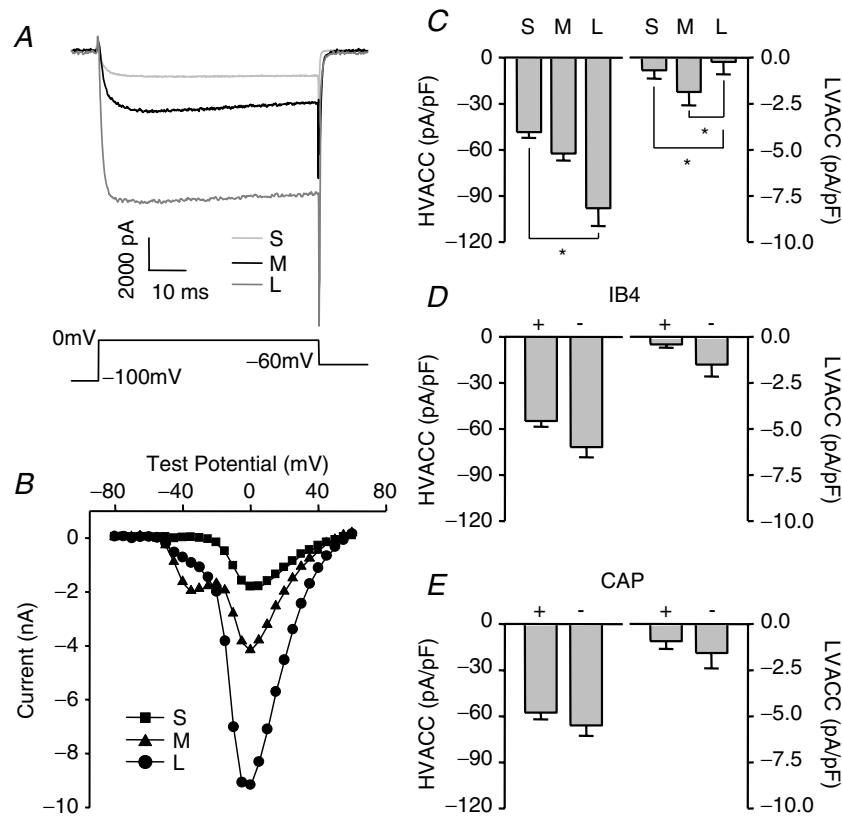 A
S
M
L
2000 pA
10 ms
0mV
−100mV
−60mV
B
Test Potential (mV)
−80 −40 0 40 80
0
−2
−4
−6
−8
−10
Current (nA)
S
M
L
C
S M L S M L
0
−30
−60
−90
−120
HVACC (pA/pF)
0.0
−2.5
−5.0
−7.5
−10.0
LVACC (pA/pF)
*
*
*
D
IB4
+ - + -
0
−30
−60
−90
−120
HVACC (pA/pF)
0.0
−2.5
−5.0
−7.5
−10.0
LVACC (pA/pF)
E
CAP
+ - + -
0
−30
−60
−90
−120
HVACC (pA/pF)
0.0
−2.5
−5.0
−7.5
−10.0
LVACC (pA/pF)